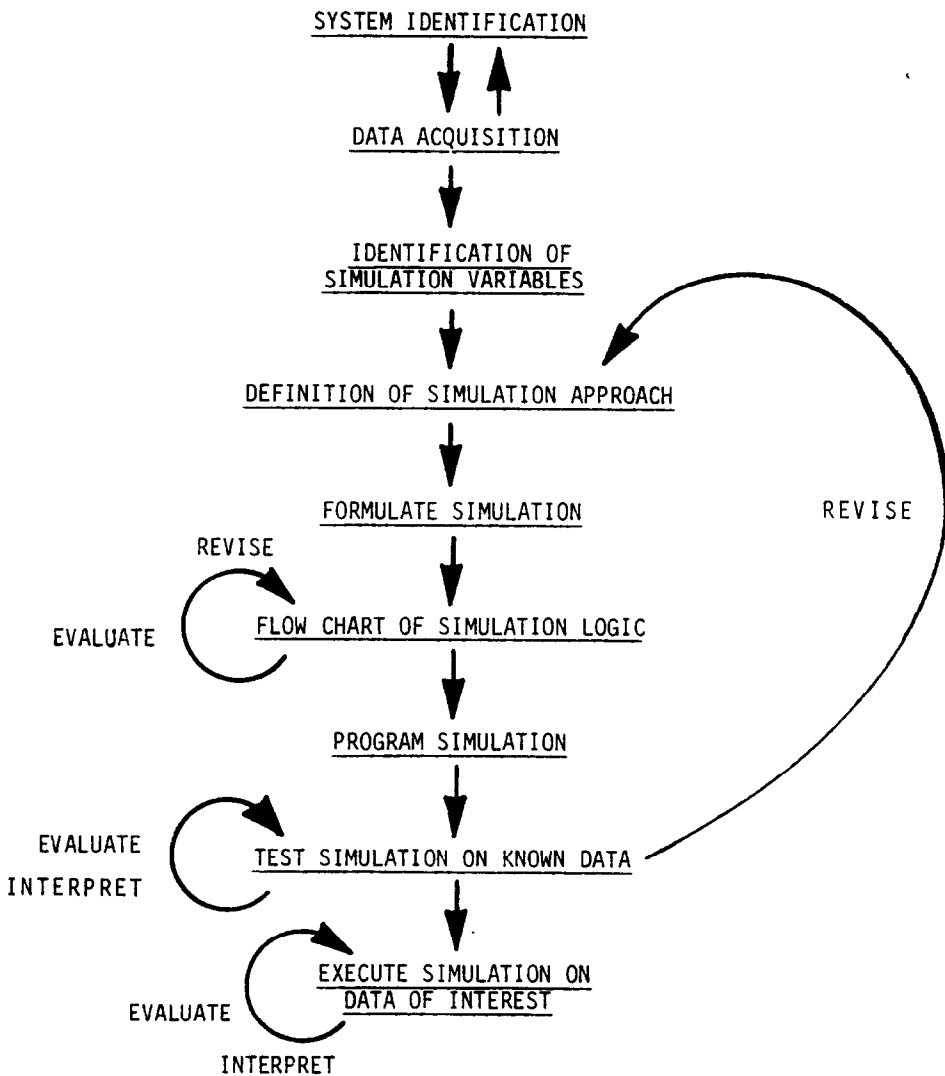 SYSTEM IDENTIFICATION
DATA ACQUISITION
IDENTIFICATION OF
SIMULATION VARIABLES
DEFINITION OF SIMULATION APPROACH
FORMULATE SIMULATION
REVISE
REVISE
EVALUATE
FLOW CHART OF SIMULATION LOGIC
PROGRAM SIMULATION
EVALUATE
INTERPRET
TEST SIMULATION ON KNOWN DATA
EXECUTE SIMULATION ON
DATA OF INTEREST
EVALUATE
INTERPRET